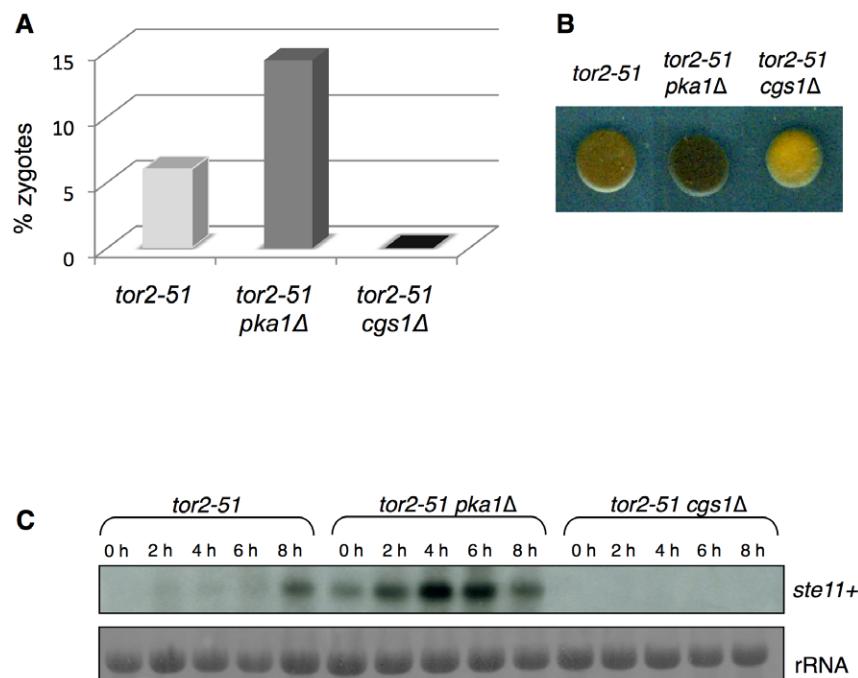 A
15
10
5
0
% zygotes
tor2-51
tor2-51
pka1Δ
tor2-51
cgs1Δ
B
tor2-51
tor2-51
pka1Δ
tor2-51
cgs1Δ
C
tor2-51
tor2-51 pka1Δ
tor2-51 cgs1Δ
0 h 2 h 4 h 6 h 8 h 0 h 2 h 4 h 6 h 8 h 0 h 2 h 4 h 6 h 8 h
ste11+
rRNA